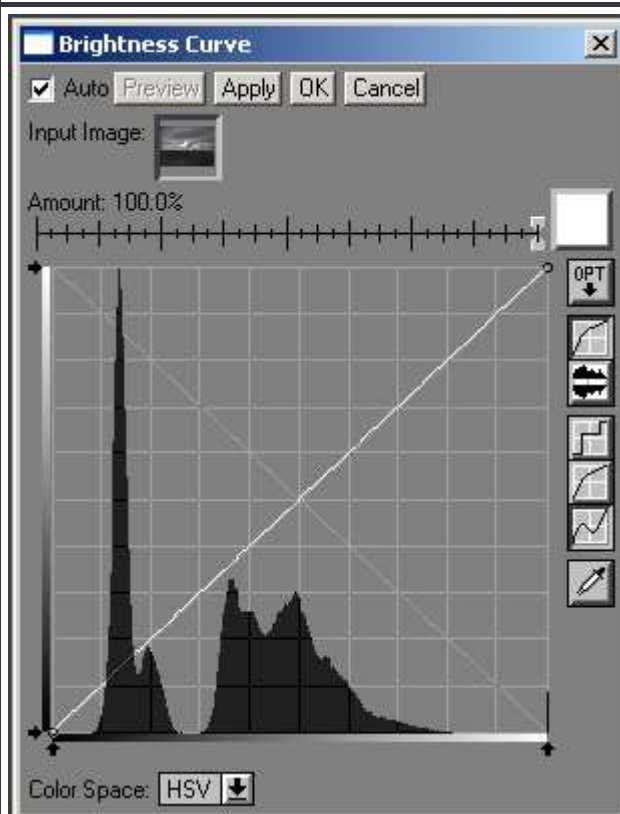 Brightness Curve
Auto Preview Apply OK Cancel
Input Image:
Amount: 100.0%
OPT
Color Space: HSV